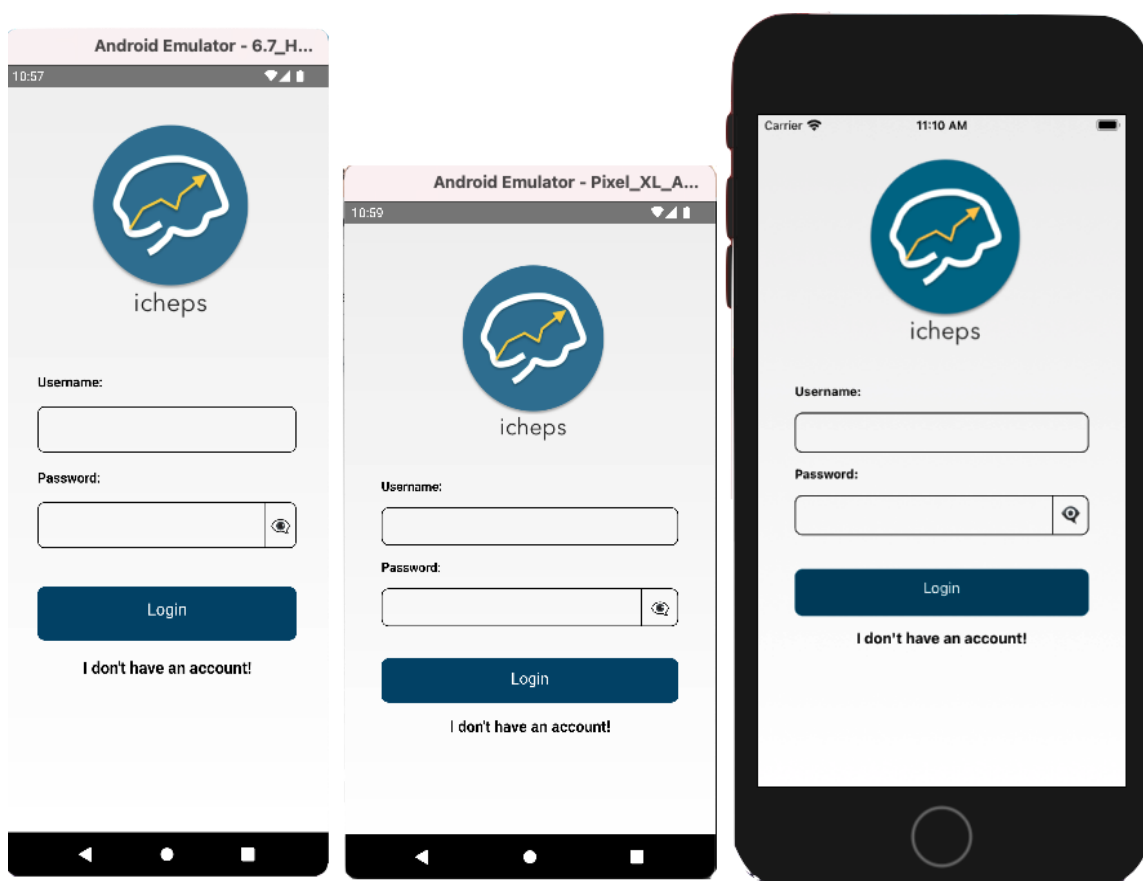 Android Emulator - 6.7_H...
10:57
icheps
Username:
Password:
Login
I don't have an account!
Android Emulator - Pixel_XL_A...
10:59
icheps
Username:
Password:
Login
I don't have an account!
Carrier
11:10 AM
icheps
Username:
Password:
Login
I don't have an account!